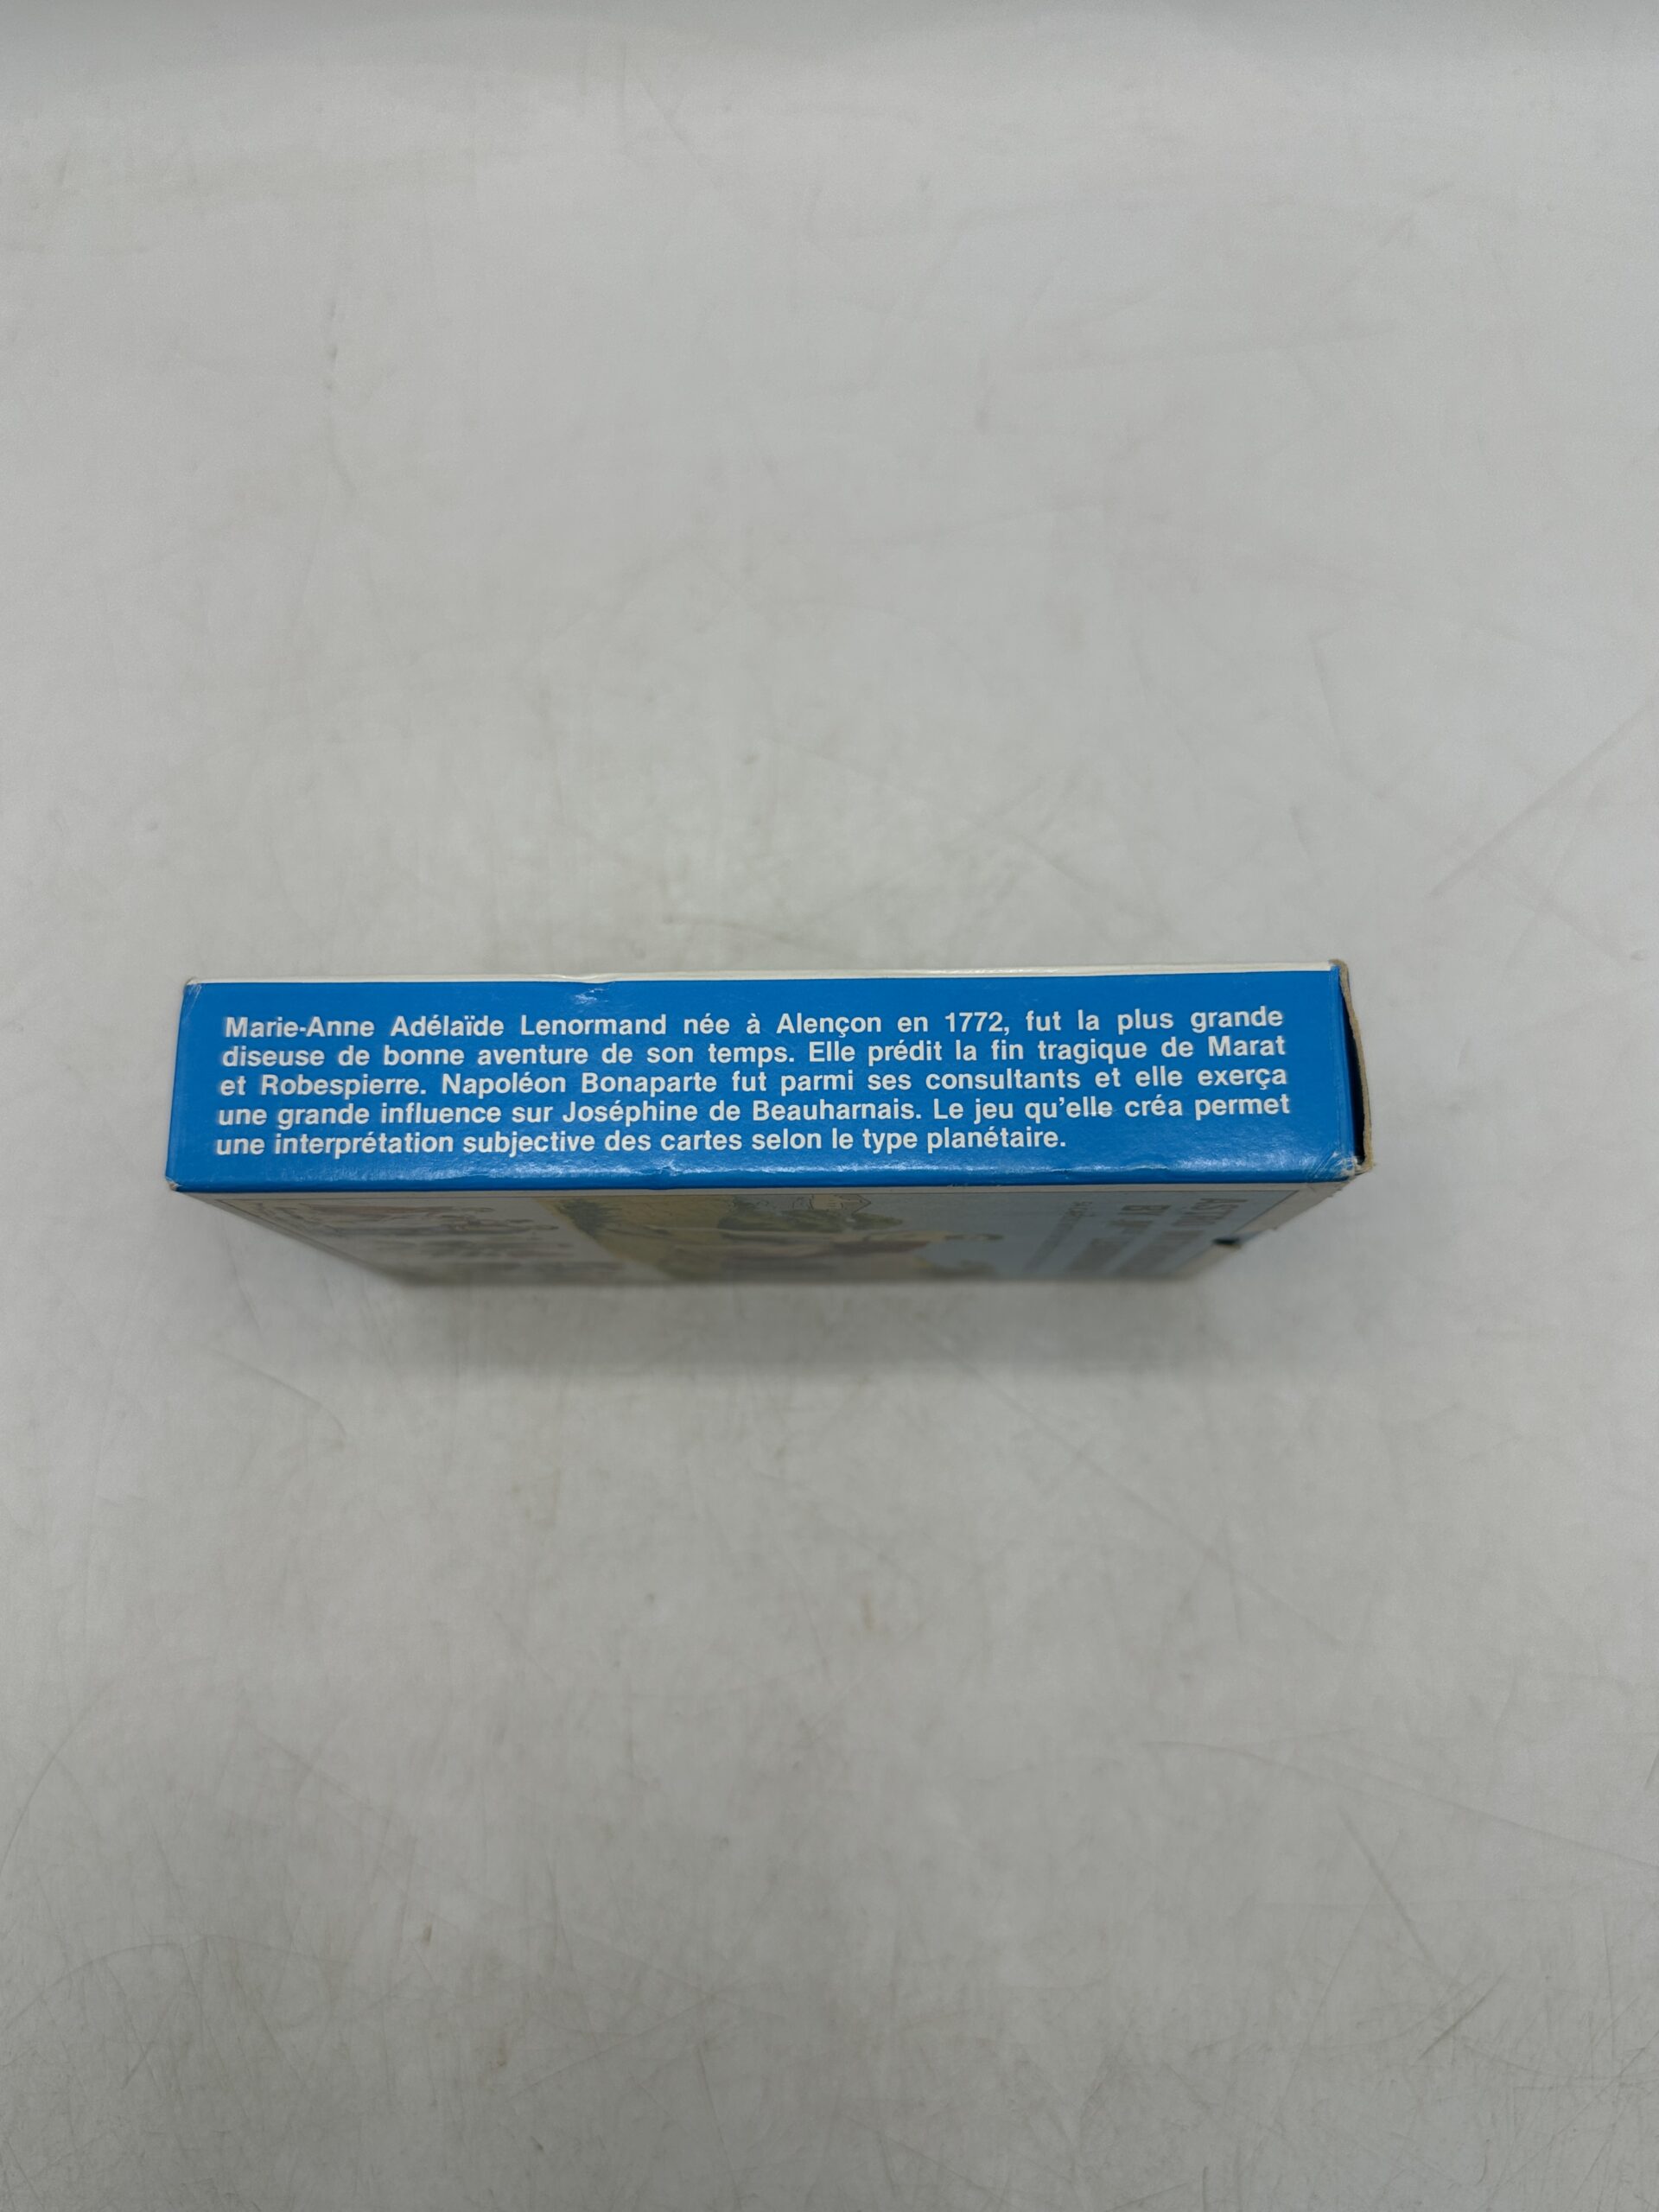 Marie-Anne Adélaïde Lenormand née à Alençon en 1772, fut la plus grande
diseuse de bonne aventure de son temps. Elle prédit la fin tragique de Marat
et Robespierre. Napoléon Bonaparte fut parmi ses consultants et elle exerça
une grande influence sur Joséphine de Beauharnais. Le jeu qu'elle créa permet
une interprétation subjective des cartes selon le type planétaire.